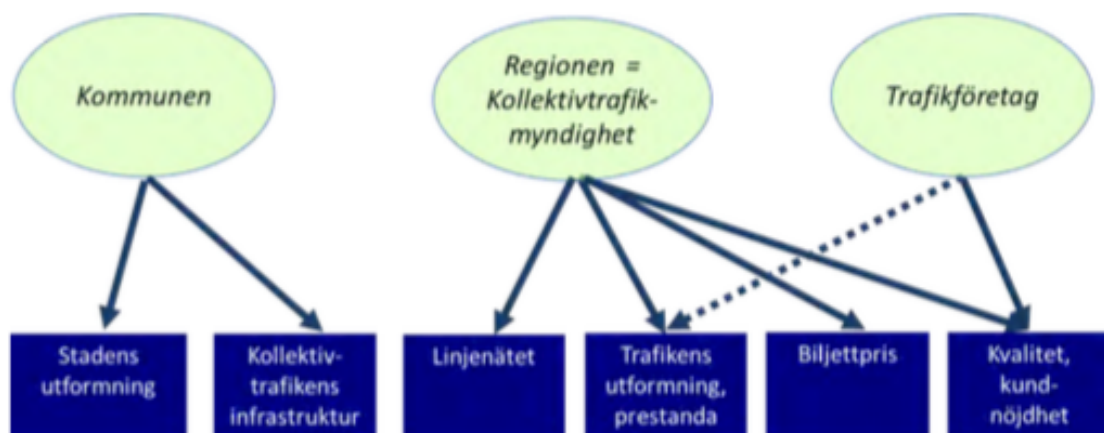 Kommunen
Regionen =
Kollektivtrafik-
myndighet
Trafikföretag
Stadens
utformning
Kollektiv-
trafikens
infrastruktur
Linjenätet
Trafikens
utformning,
prestanda
Biljettpris
Kvalitet,
kund-
nöjdhet